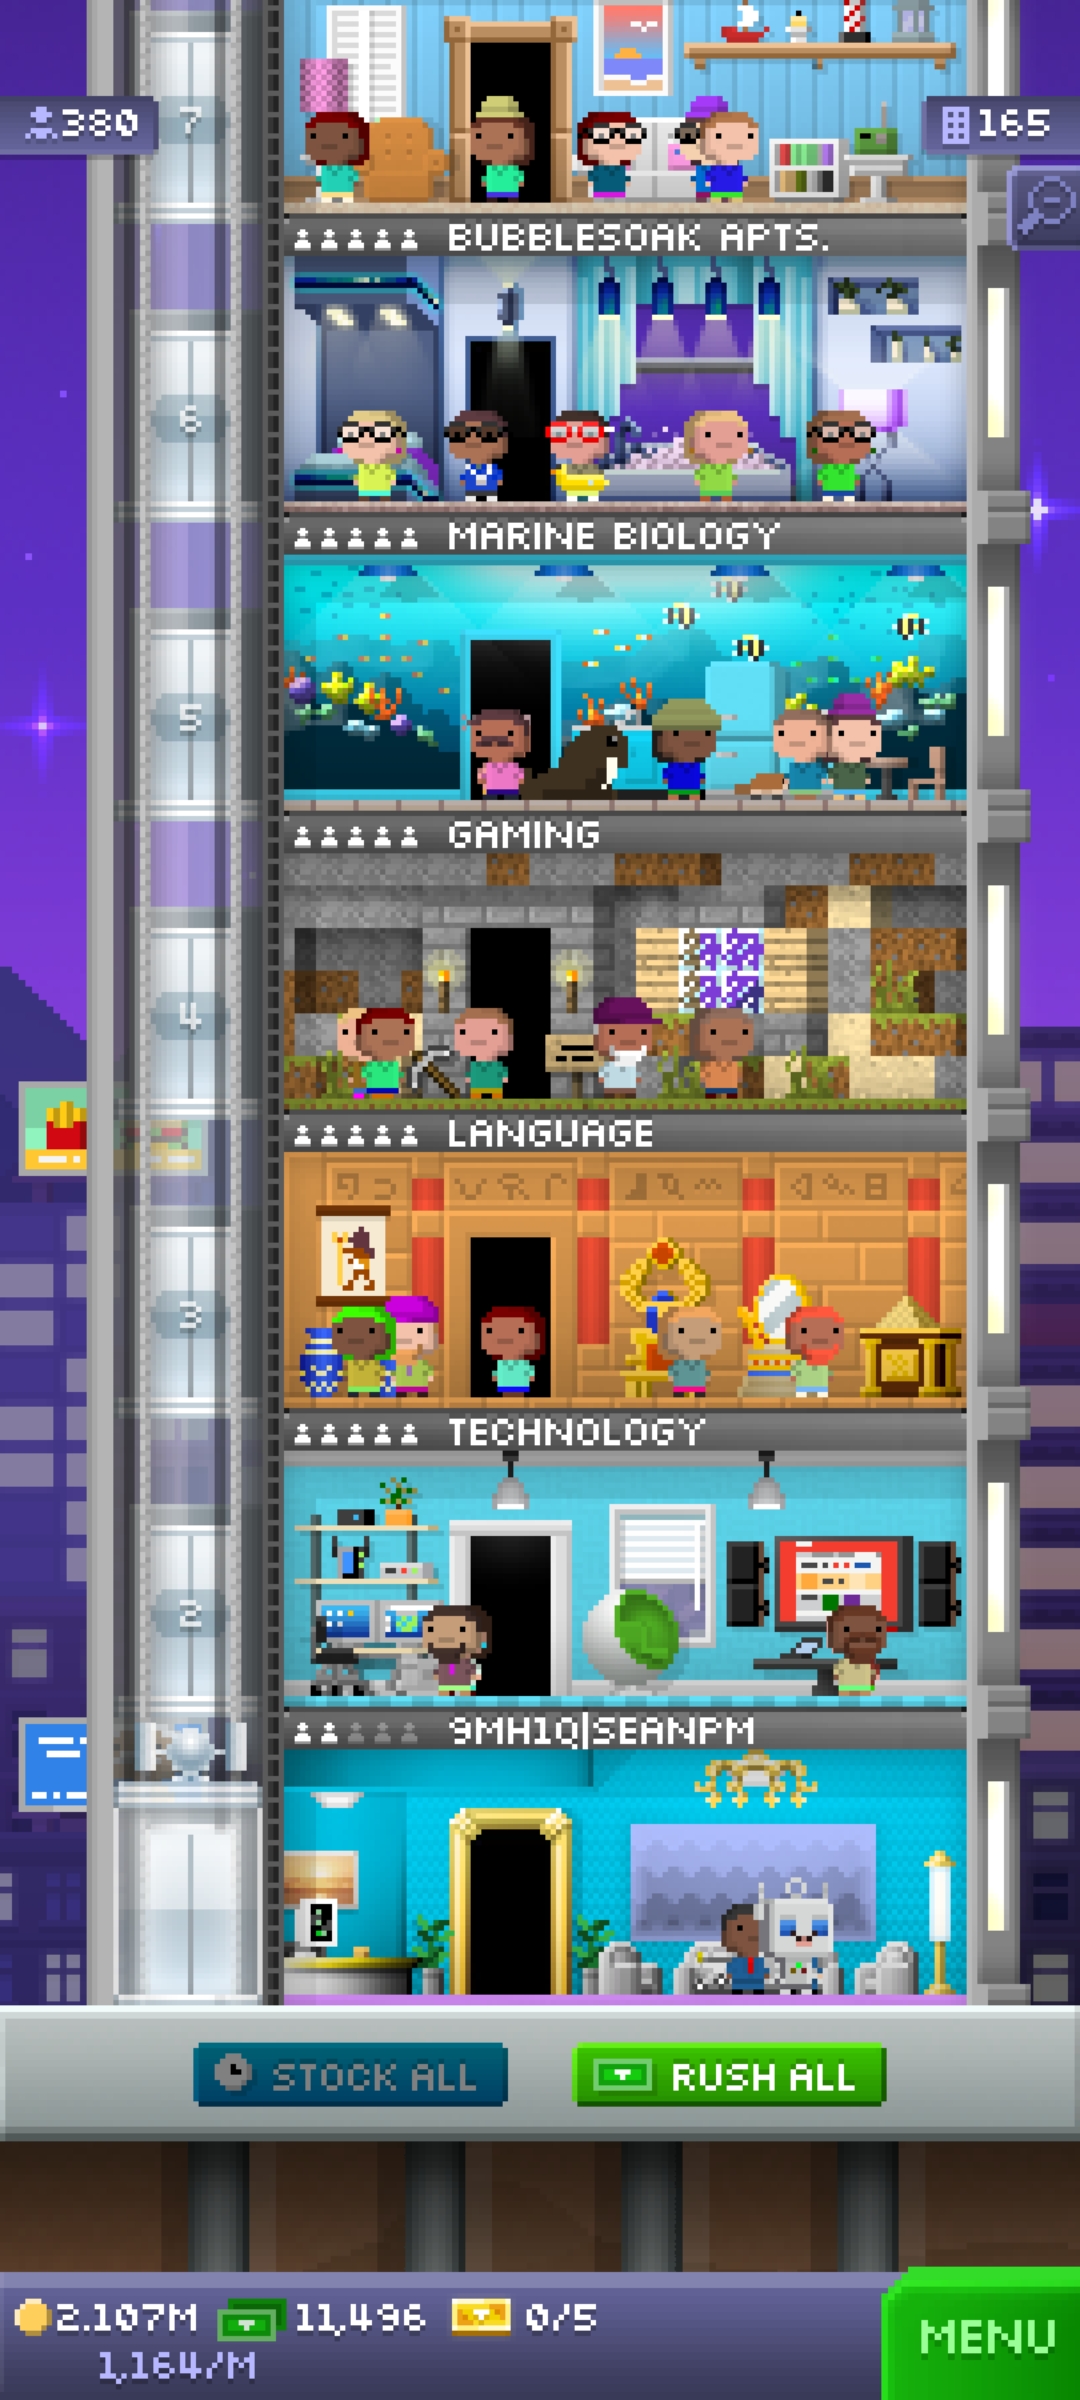 380
7
165
BUBBLESOAK APTS.
6
MARINE BIOLOGY
5
GAMING
4
LANGUAGE
3
TECHNOLOGY
2
9MH1Q|SEANPM
STOCK ALL
RUSH ALL
2.107M
11,496
0/5
MENU
1,164/M